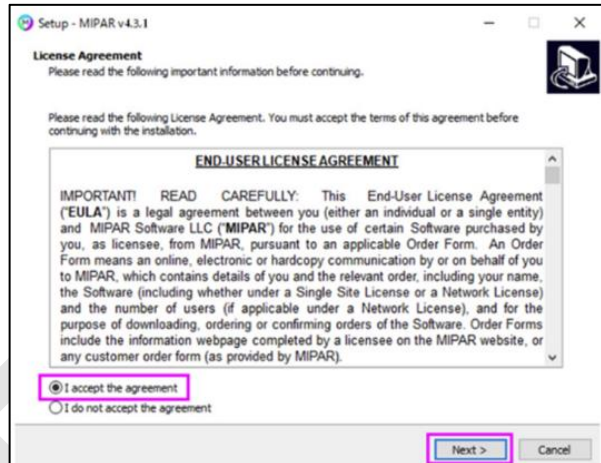 Setup - MIPAR v4.3.1
License Agreement
Please read the following important information before continuing.
Please read the following License Agreement. You must accept the terms of this agreement before
continuing with the installation.
END-USER LICENSE AGREEMENT
IMPORTANT! READ CAREFULLY: This End-User License Agreement
("EULA") is a legal agreement between you (either an individual or a single entity)
and MIPAR Software LLC ("MIPAR") for the use of certain Software purchased by
you, as licensee, from MIPAR, pursuant to an applicable Order Form. An Order
Form means an online, electronic or hardcopy communication by or on behalf of you
to MIPAR, which contains details of you and the relevant order, including your name,
the Software (including whether under a Single Site License or a Network License)
and the number of users (if applicable under a Network License), and for the
purpose of downloading, ordering or confirming orders of the Software. Order Forms
include the information webpage completed by a licensee on the MIPAR website, or
any customer order form (as provided by MIPAR).
I accept the agreement
I do not accept the agreement
Next >
Cancel